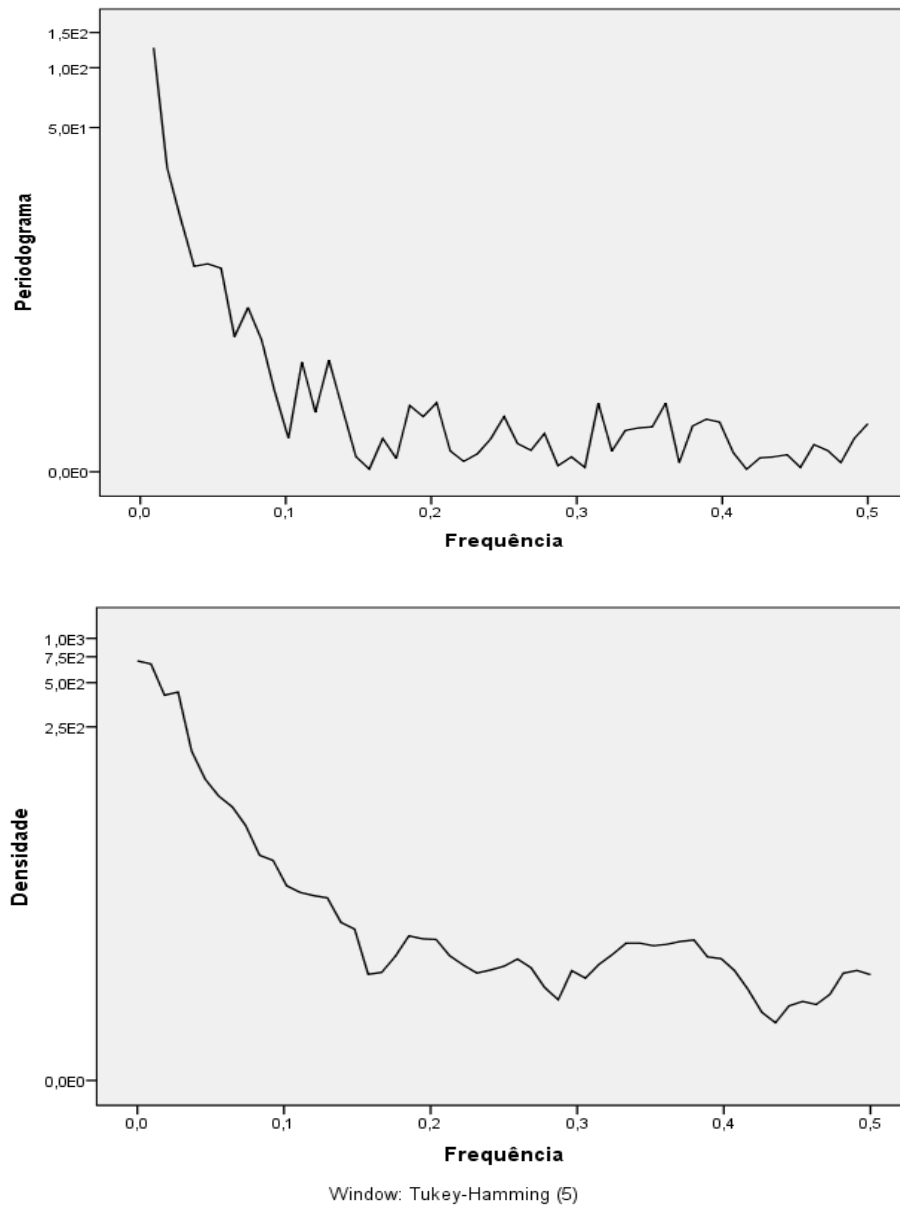 1,5E2
1,0E2
5,0E1
0,0E0
Periodograma
0,0
0,1
0,2
0,3
0,4
0,5
Frequência
1,0E3
7,5E2
5,0E2
2,5E2
0,0E0
Densidade
0,0
0,1
0,2
0,3
0,4
0,5
Frequência
Window: Tukey-Hamming (5)